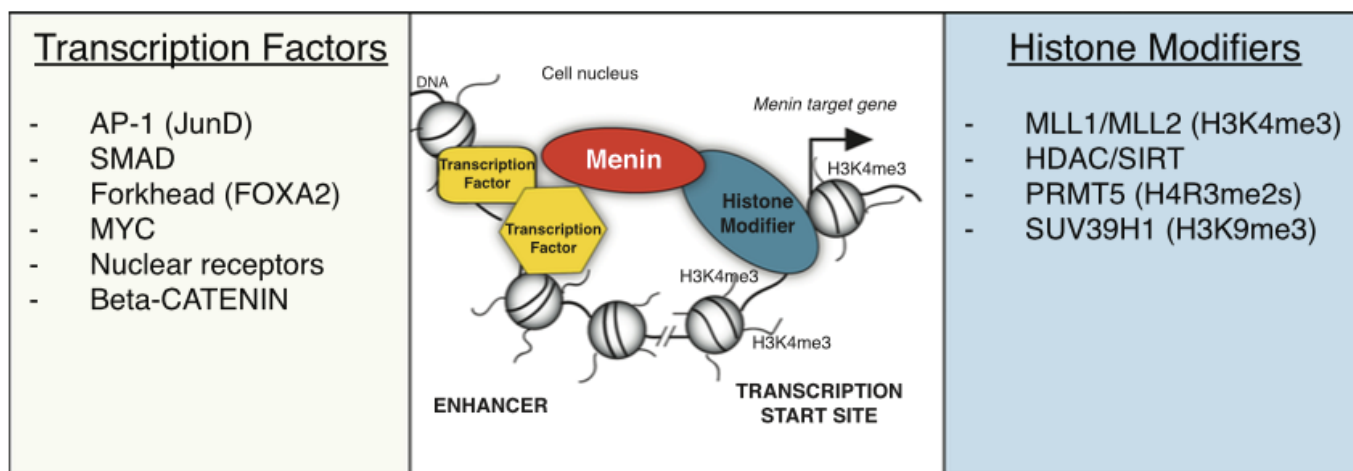 Transcription Factors
- AP-1 (JunD)
- SMAD
- Forkhead (FOXA2)
- MYC
- Nuclear receptors
- Beta-CATENIN
DNA
Cell nucleus
Menin target gene
Transcription
Factor
Menin
H3K4me3
Histone
Modifier
Transcription
Factor
H3K4me3
H3K4me3
ENHANCER
TRANSCRIPTION
START SITE
Histone Modifiers
- MLL1/MLL2 (H3K4me3)
- HDAC/SIRT
- PRMT5 (H4R3me2s)
- SUV39H1 (H3K9me3)